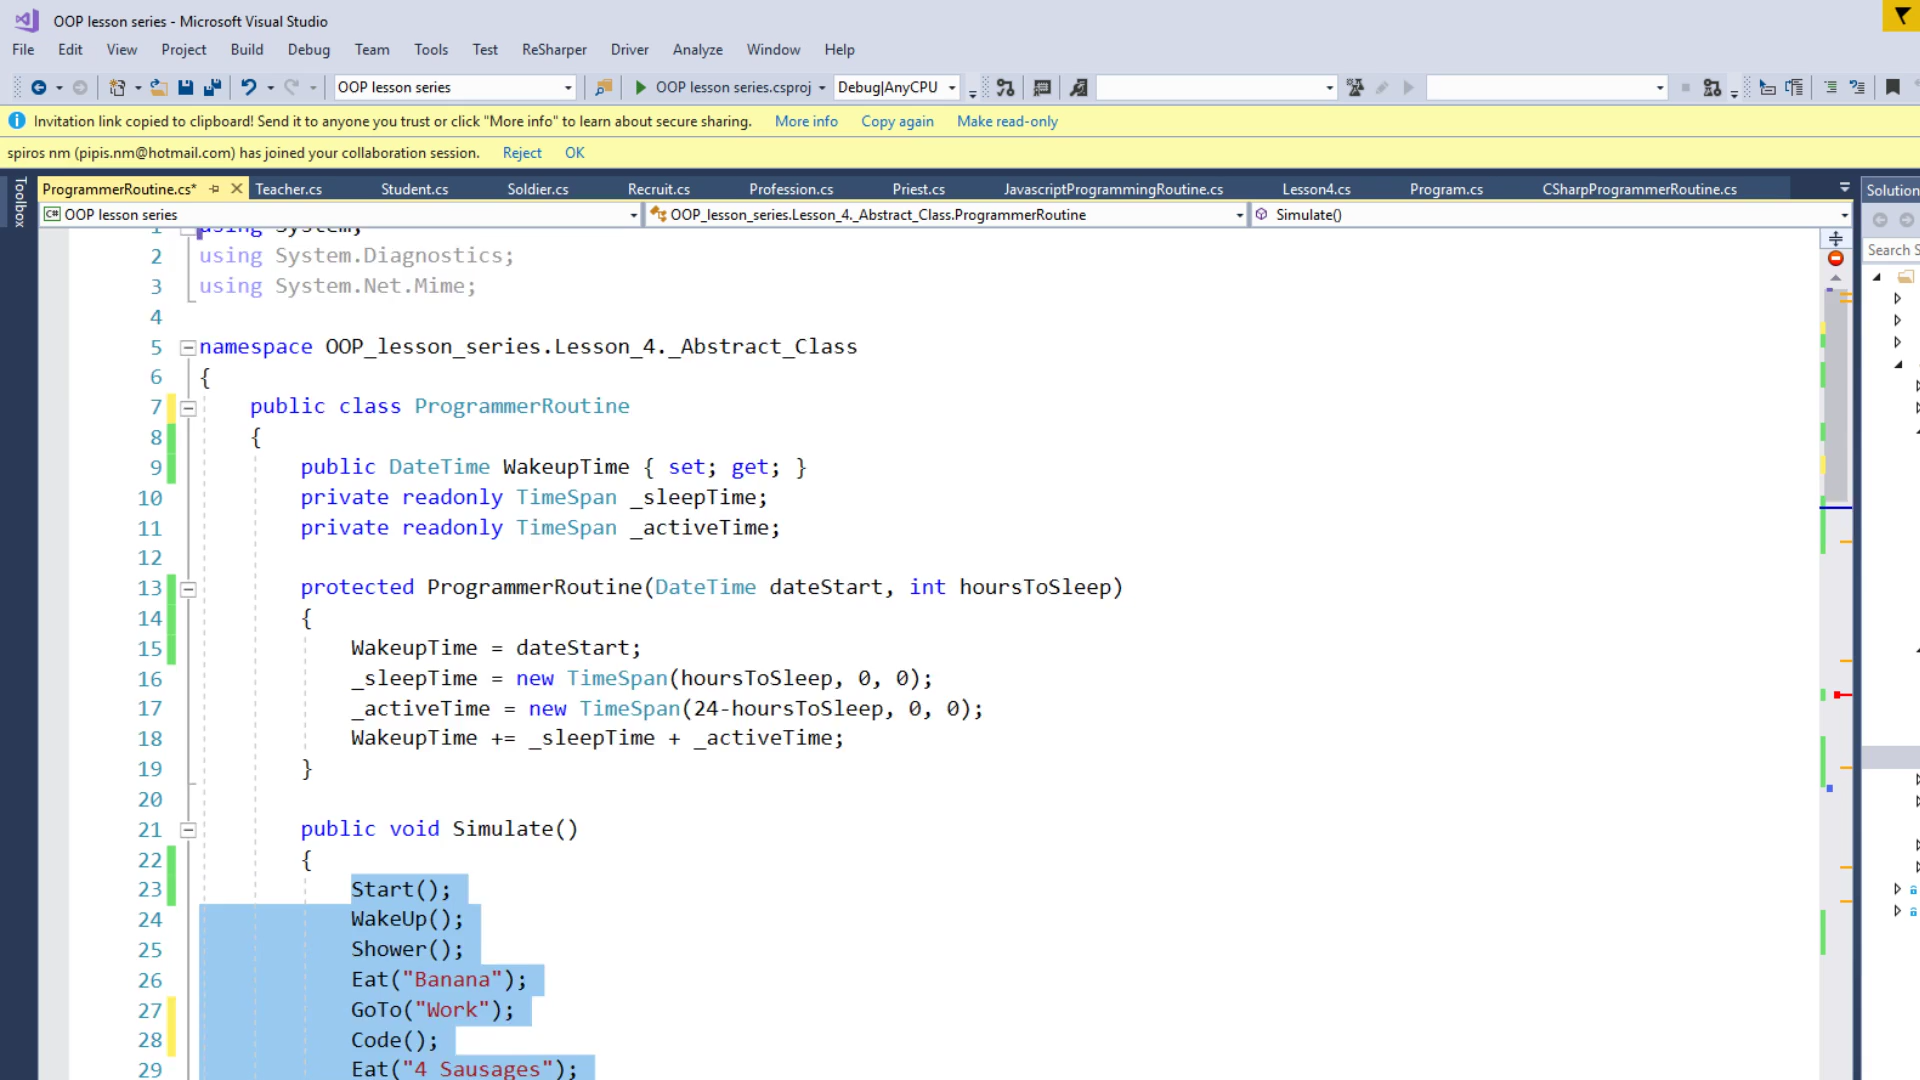 OOP lesson series - Microsoft Visual Studio
File Edit View Project Build Debug Team Tools Test ReSharper Driver Analyze Window Help
OOP lesson series OOP lesson series.csproj Debug|AnyCPU
Invitation link copied to clipboard! Send it to anyone you trust or click "More info" to learn about secure sharing. More info Copy again Make read-only
spiros nm (pipis.nm@hotmail.com) has joined your collaboration session. Reject OK
Toolbox
ProgrammerRoutine.cs* Teacher.cs Student.cs Soldier.cs Recruit.cs Profession.cs Priest.cs JavascriptProgrammingRoutine.cs Lesson4.cs Program.cs CSharpProgrammerRoutine.cs
Solution
C# OOP lesson series OOP_lesson_series.Lesson_4._Abstract_Class.ProgrammerRoutine Simulate()
Search S
1 using System;
2 using System.Diagnostics;
3 using System.Net.Mime;
4
5 namespace OOP_lesson_series.Lesson_4._Abstract_Class
6 {
7 public class ProgrammerRoutine
8 {
9 public DateTime WakeupTime { set; get; }
10 private readonly TimeSpan _sleepTime;
11 private readonly TimeSpan _activeTime;
12
13 protected ProgrammerRoutine(DateTime dateStart, int hoursToSleep)
14 {
15 WakeupTime = dateStart;
16 _sleepTime = new TimeSpan(hoursToSleep, 0, 0);
17 _activeTime = new TimeSpan(24-hoursToSleep, 0, 0);
18 WakeupTime += _sleepTime + _activeTime;
19 }
20
21 public void Simulate()
22 {
23 Start();
24 WakeUp();
25 Shower();
26 Eat("Banana");
27 GoTo("Work");
28 Code();
29 Eat("4 Sausages");